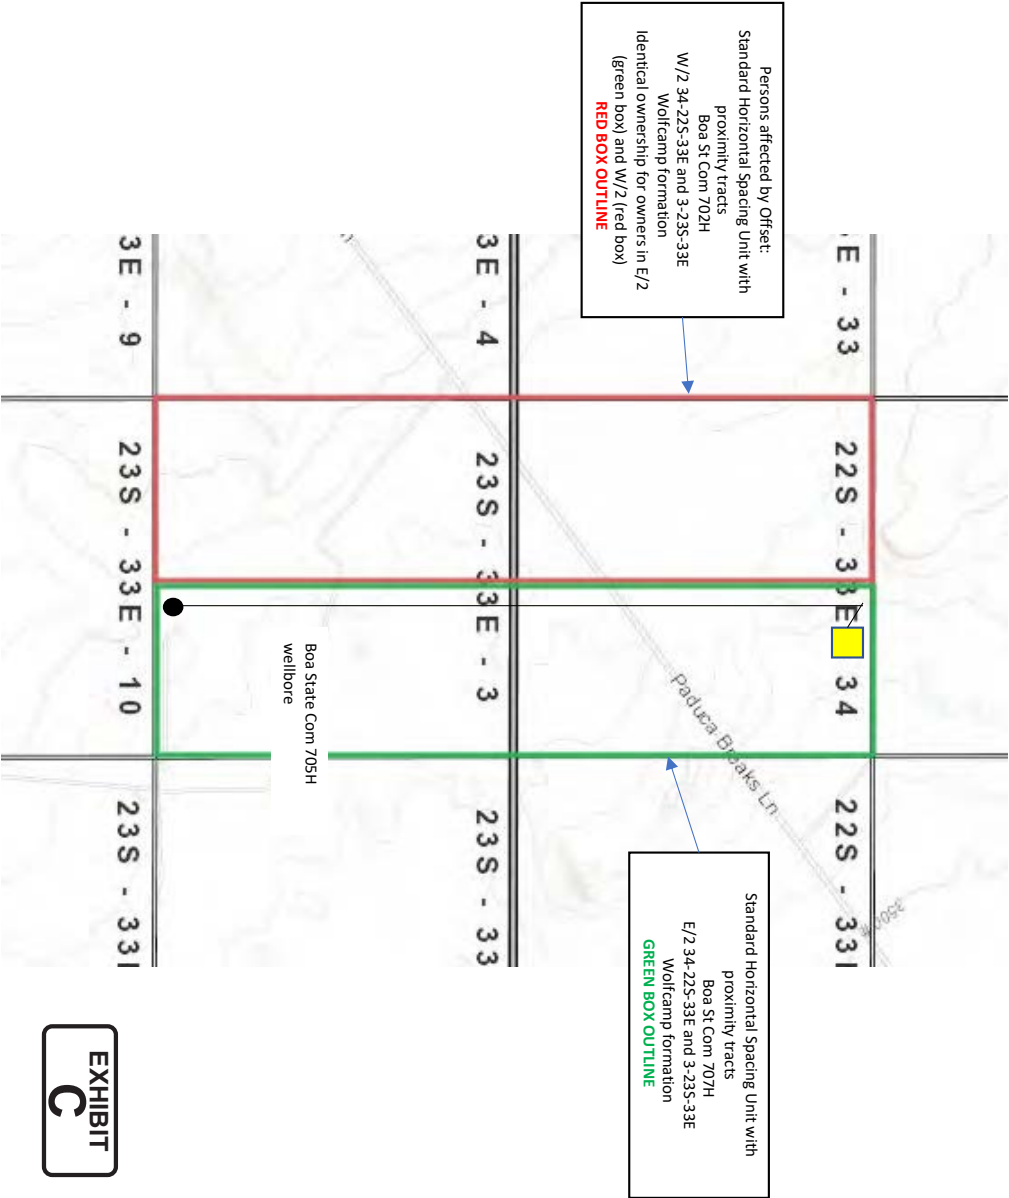 Persons affected by Offset:
Standard Horizontal Spacing Unit with
proximity tracts
Boa St Com 702H
W/2 34-22S-33E and 3-23S-33E
Wolfcamp formation
Identical ownership for owners in E/2
(green box) and W/2 (red box)
RED BOX OUTLINE
E - 33
22S - 33E - 34
22S - 33
Standard Horizontal Spacing Unit with
proximity tracts
Boa St Com 707H
E/2 34-22S-33E and 3-23S-33E
Wolfcamp formation
GREEN BOX OUTLINE
3500
Paduca Breaks Ln
3E - 4
23S - 33E - 3
23S - 33
Boa State Com 705H
wellbore
3E - 9
23S - 33E - 10
23S - 33
EXHIBIT
C